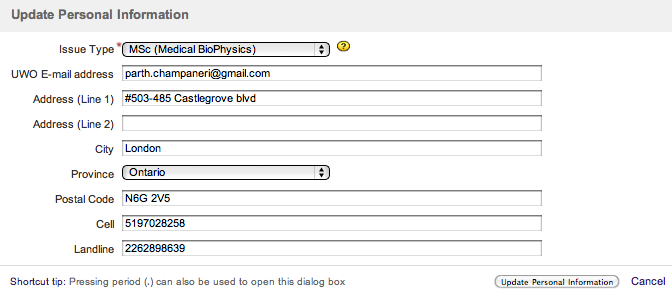 Update Personal Information
Issue Type * MSc (Medical BioPhysics) ?
UWO E-mail address parth.champaneri@gmail.com
Address (Line 1) #503-485 Castlegrove blvd
Address (Line 2)
City London
Province Ontario
Postal Code N6G 2V5
Cell 5197028258
Landline 2262898639
Shortcut tip: Pressing period (.) can also be used to open this dialog box Update Personal Information Cancel